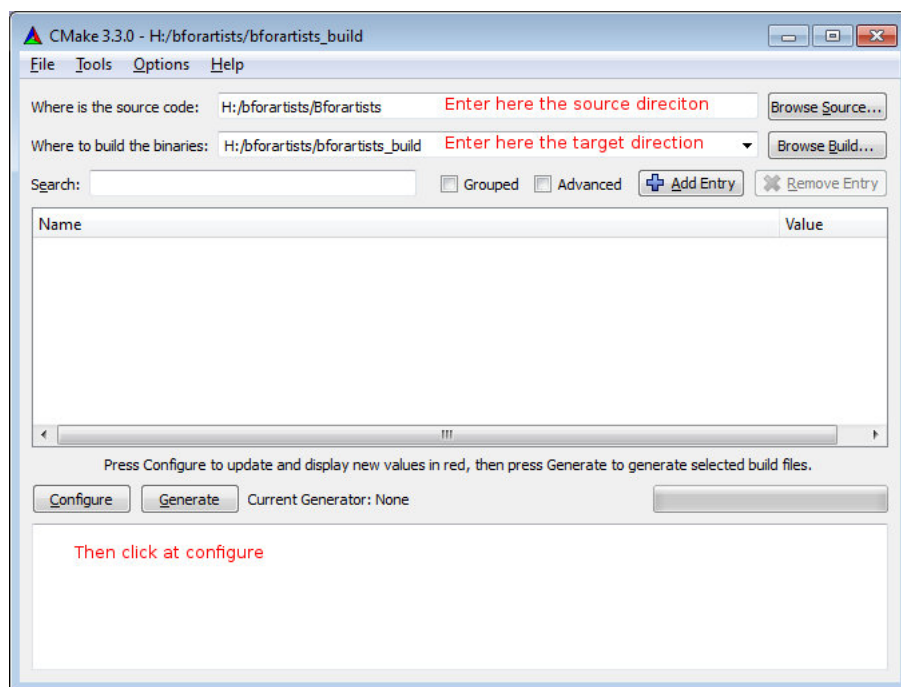 CMake 3.3.0 - H:/bforartists/bforartists_build
File Tools Options Help
Where is the source code: H:/bforartists/Bforartists Enter here the source direciton Browse Source...
Where to build the binaries: H:/bforartists/bforartists_build Enter here the target direction Browse Build...
Search: Grouped Advanced Add Entry Remove Entry
Name Value
Press Configure to update and display new values in red, then press Generate to generate selected build files.
Configure Generate Current Generator: None
Then click at configure